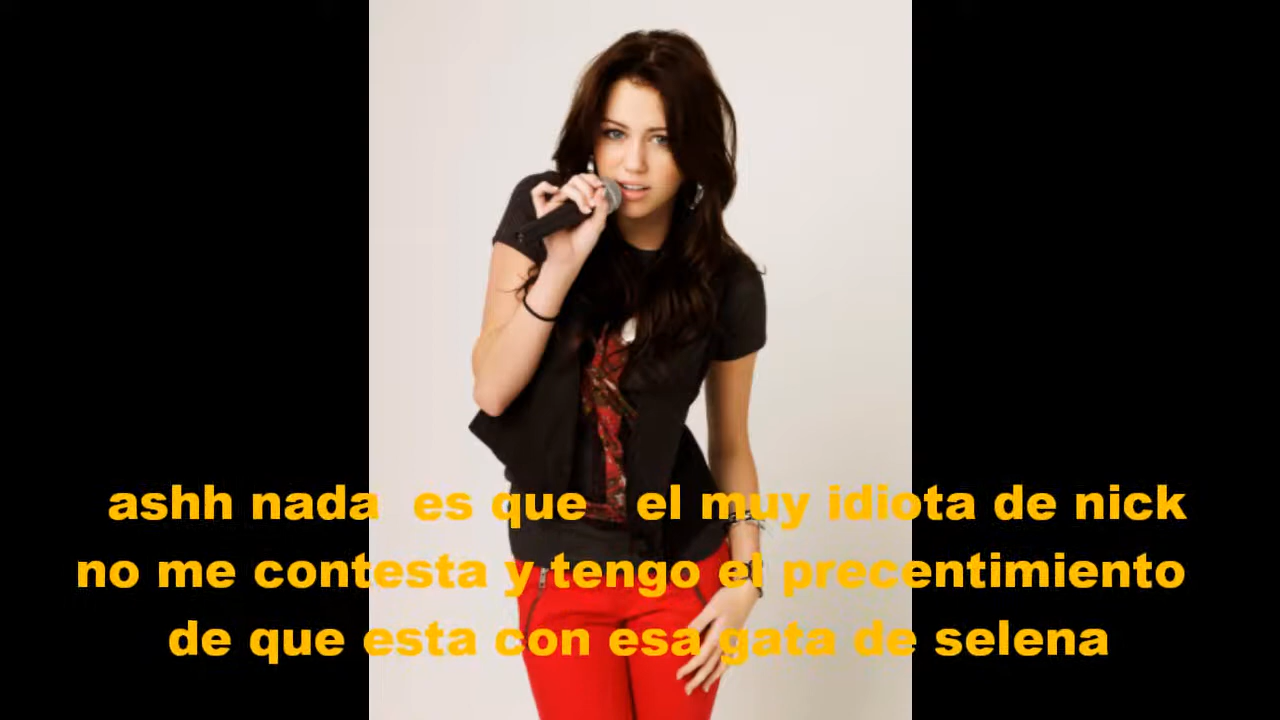 ashh nada es que el muy idiota de nick
no me contesta y tengo el precentimiento
de que esta con esa gata de selena